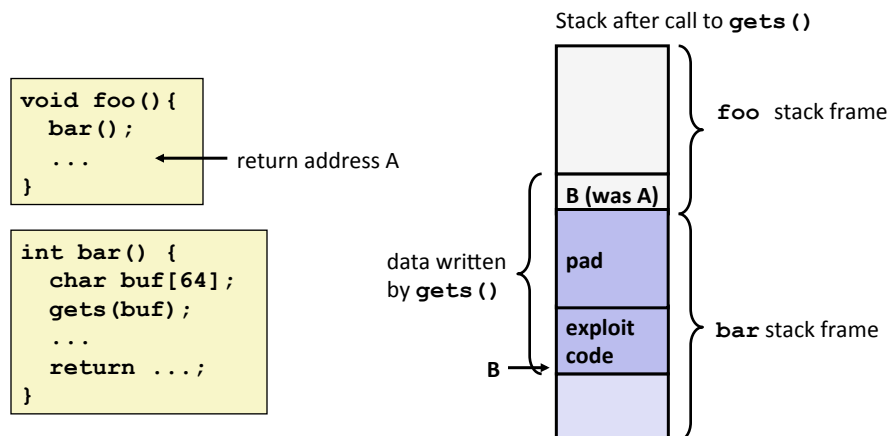 Stack after call to gets()
void foo(){
  bar();
  ...
}
return address A
int bar() {
  char buf[64];
  gets(buf);
  ...
  return ...;
}
foo stack frame
B (was A)
data written
by gets()
pad
exploit
code
B
bar stack frame